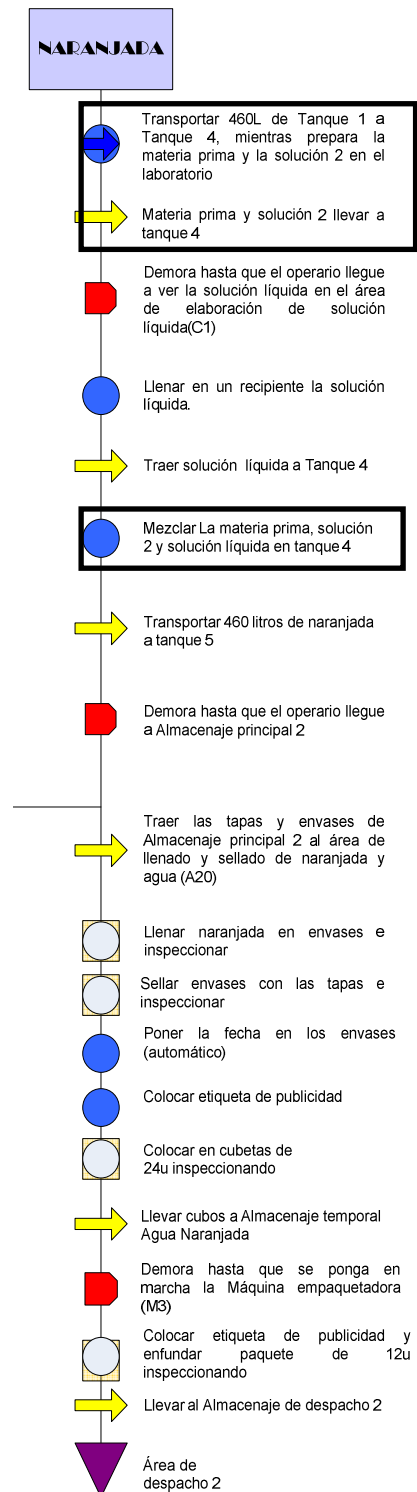 NARANJADA
Transportar 460L de Tanque 1 a
Tanque 4, mientras prepara la
materia prima y la solución 2 en el
laboratorio
Materia prima y solución 2 llevar a
tanque 4
Demora hasta que el operario llegue
a ver la solución líquida en el área
de elaboración de solución
líquida(C1)
Llenar en un recipiente la solución
líquida.
Traer solución líquida a Tanque 4
Mezclar La materia prima, solución
2 y solución líquida en tanque 4
Transportar 460 litros de naranjada
a tanque 5
Demora hasta que el operario llegue
a Almacenaje principal 2
Traer las tapas y envases de
Almacenaje principal 2 al área de
llenado y sellado de naranjada y
agua (A20)
Llenar naranjada en envases e
inspeccionar
Sellar envases con las tapas e
inspeccionar
Poner la fecha en los envases
(automático)
Colocar etiqueta de publicidad
Colocar en cubetas de
24u inspeccionando
Llevar cubos a Almacenaje temporal
Agua Naranjada
Demora hasta que se ponga en
marcha la Máquina empaquetadora
(M3)
Colocar etiqueta de publicidad y
enfundar paquete de 12u
inspeccionando
Llevar al Almacenaje de despacho 2
Área de
despacho 2